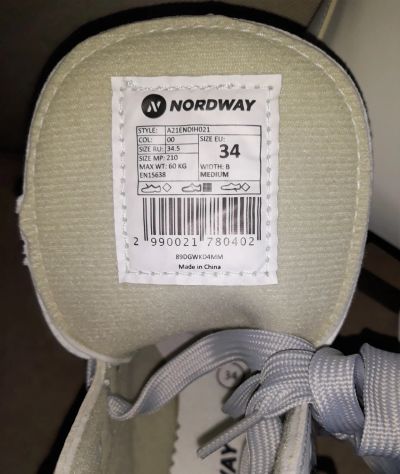 NORDWAY
STYLE: A21ENDIH021
COL: 00
SIZE RU: 34.5
SIZE MP: 210
MAX WT: 60 KG
EN15638
SIZE EU:
34
WIDTH: B
MEDIUM
2 990021 780402
89DGWKD4MM
Made in China
34